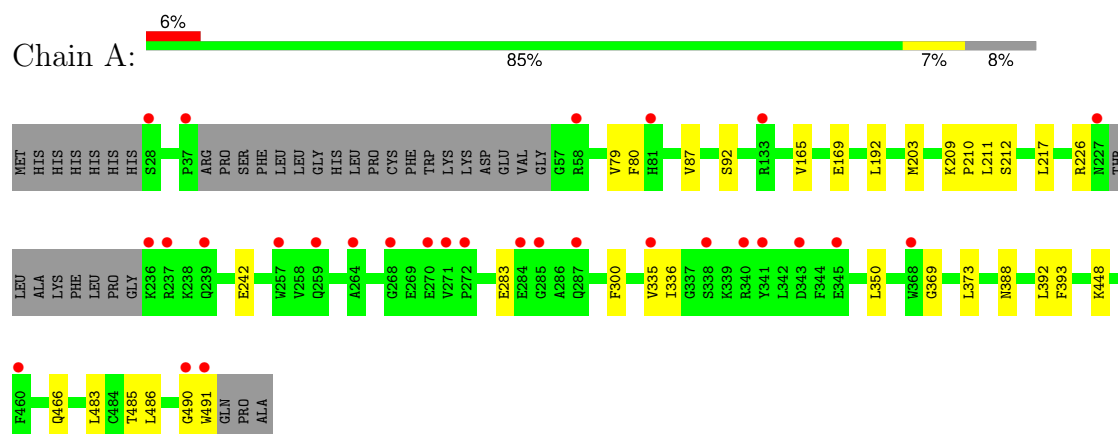 6%
Chain A:
85% 7% 8%
MET HIS HIS HIS HIS HIS HIS S28 P37 ARG PRO SER PHE LEU LEU GLY HIS LEU PRO CYS PHE TRP LYS LYS ASP GLU VAL GLY G57 R58 V79 F80 H81 V87 S92 R133 V165 E169 L192 M203 K209 P210 L211 S212 L217 R226 N227 THR
LEU ALA LYS PHE LEU PRO GLY K236 R237 K238 Q239 E242 W257 V258 Q259 A264 G268 E269 E270 V271 P272 E283 E284 G285 A286 Q287 F300 V335 I336 G337 S338 K339 R340 Y341 L342 D343 F344 E345 L350 W368 G369 L373 N388 L392 F393 K448
F460 Q466 L483 C484 T485 L486 G490 W491 GLN PRO ALA